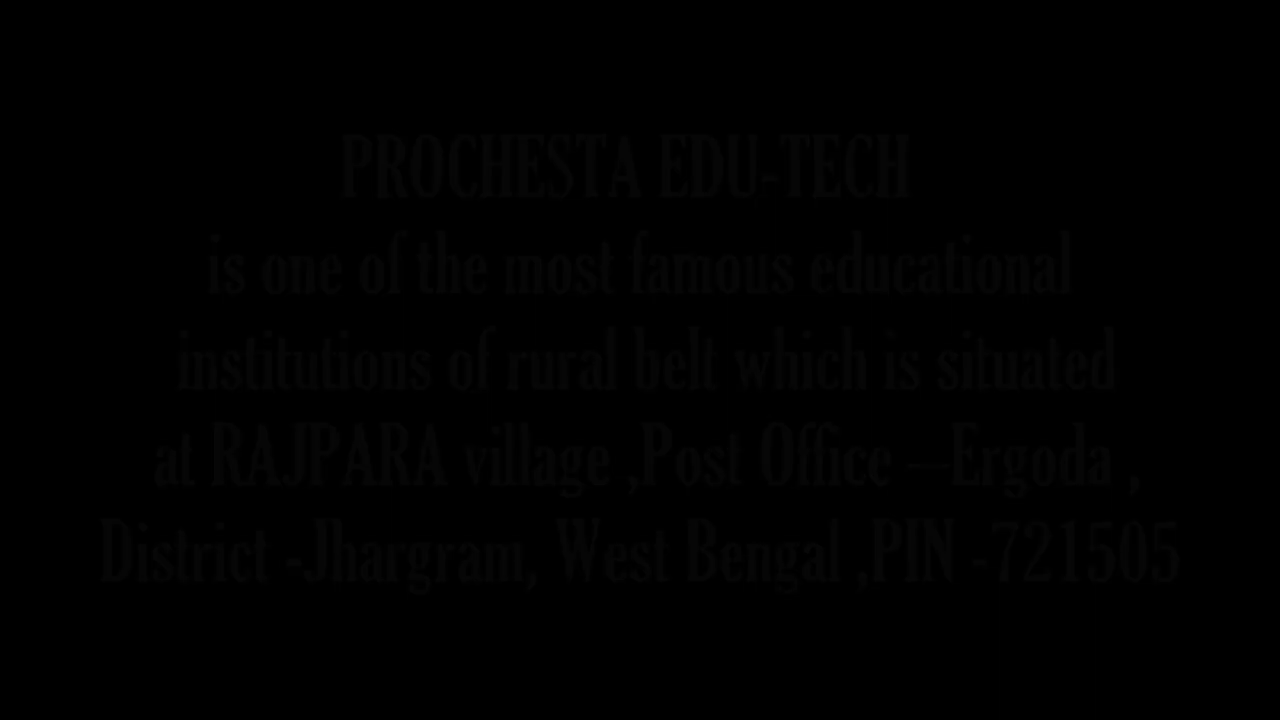 PROCHESTA EDU-TECH
is one of the most famous educational
institutions of rural belt which is situated
at RAJPARA village ,Post Office –Ergoda ,
District -Jhargram, West Bengal ,PIN -721505